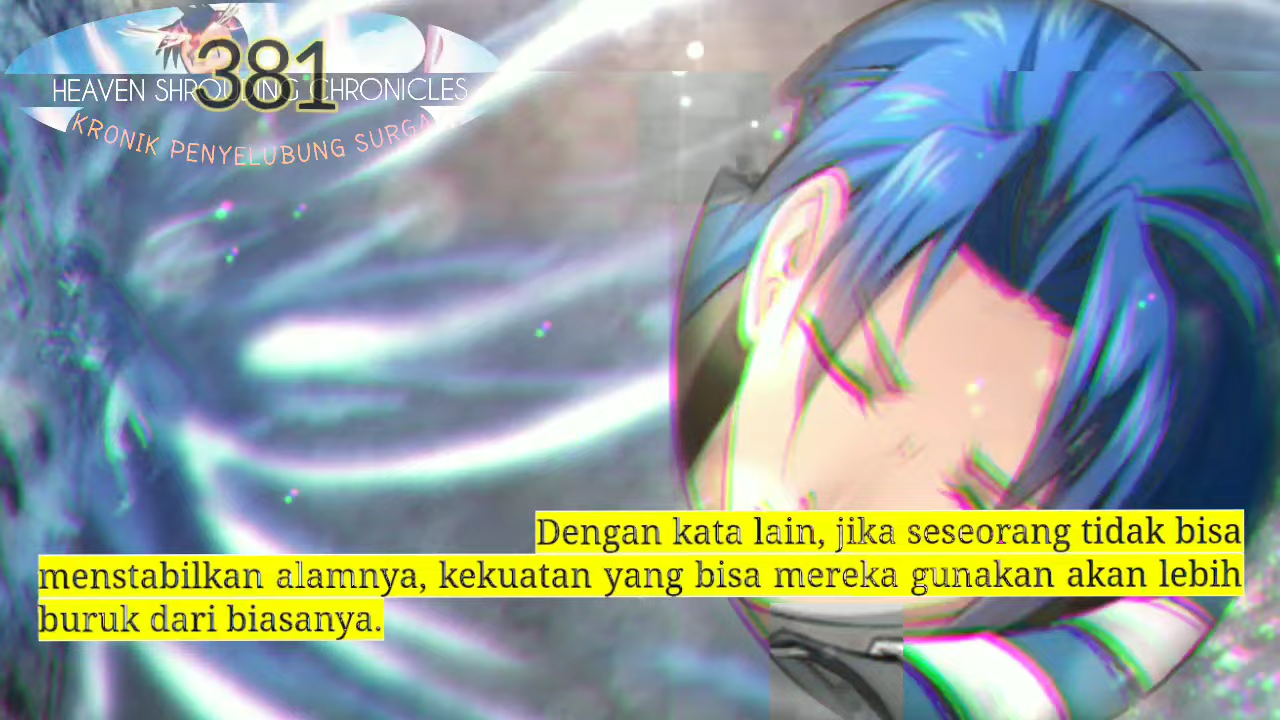 381
HEAVEN SHROUDING CHRONICLES
KRONIK PENYELUBUNG SURGA
Dengan kata lain, jika seseorang tidak bisa
menstabilkan alamnya, kekuatan yang bisa mereka gunakan akan lebih
buruk dari biasanya.